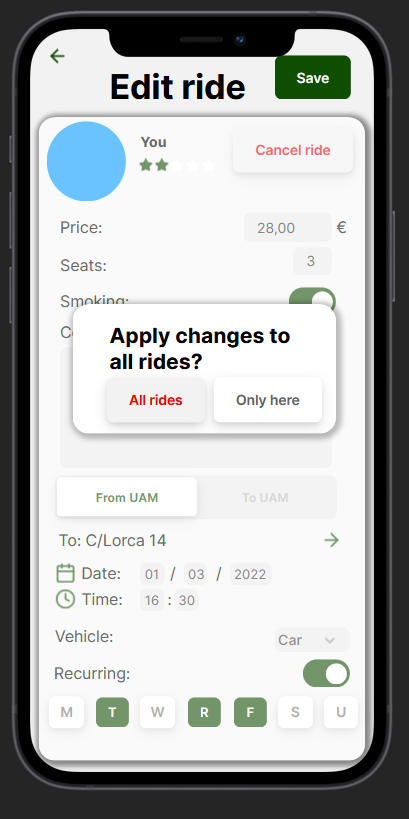 Edit ride
Save
You
Cancel ride
Price:
28,00 €
Seats:
3
Smoking:
Apply changes to
all rides?
All rides
Only here
From UAM
To UAM
To: C/Lorca 14
Date: 01 / 03 / 2022
Time: 16 : 30
Vehicle:
Car
Recurring:
M T W R F S U